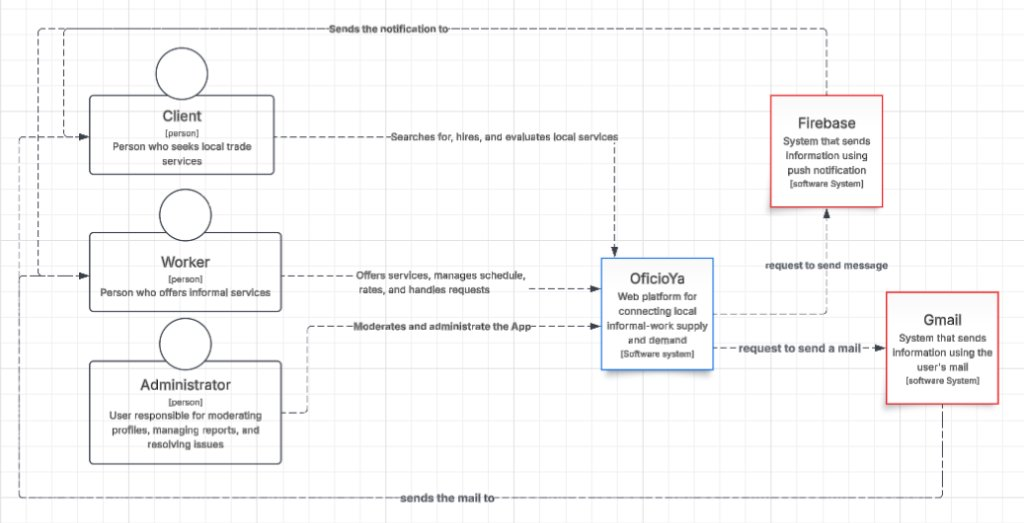 Sends the notification to
Client
[person]
Person who seeks local trade
services
Searches for, hires, and evaluates local services
Firebase
System that sends
information using
push notification
[software System]
Worker
[person]
Person who offers informal services
Offers services, manages schedule,
rates, and handles requests
OficioYa
Web platform for
connecting local
informal-work supply
and demand
[Software system]
request to send message
Moderates and administrate the App
request to send a mail
Gmail
System that sends
information using the
user's mail
[software System]
Administrator
[person]
User responsible for moderating
profiles, managing reports, and
resolving issues
sends the mail to